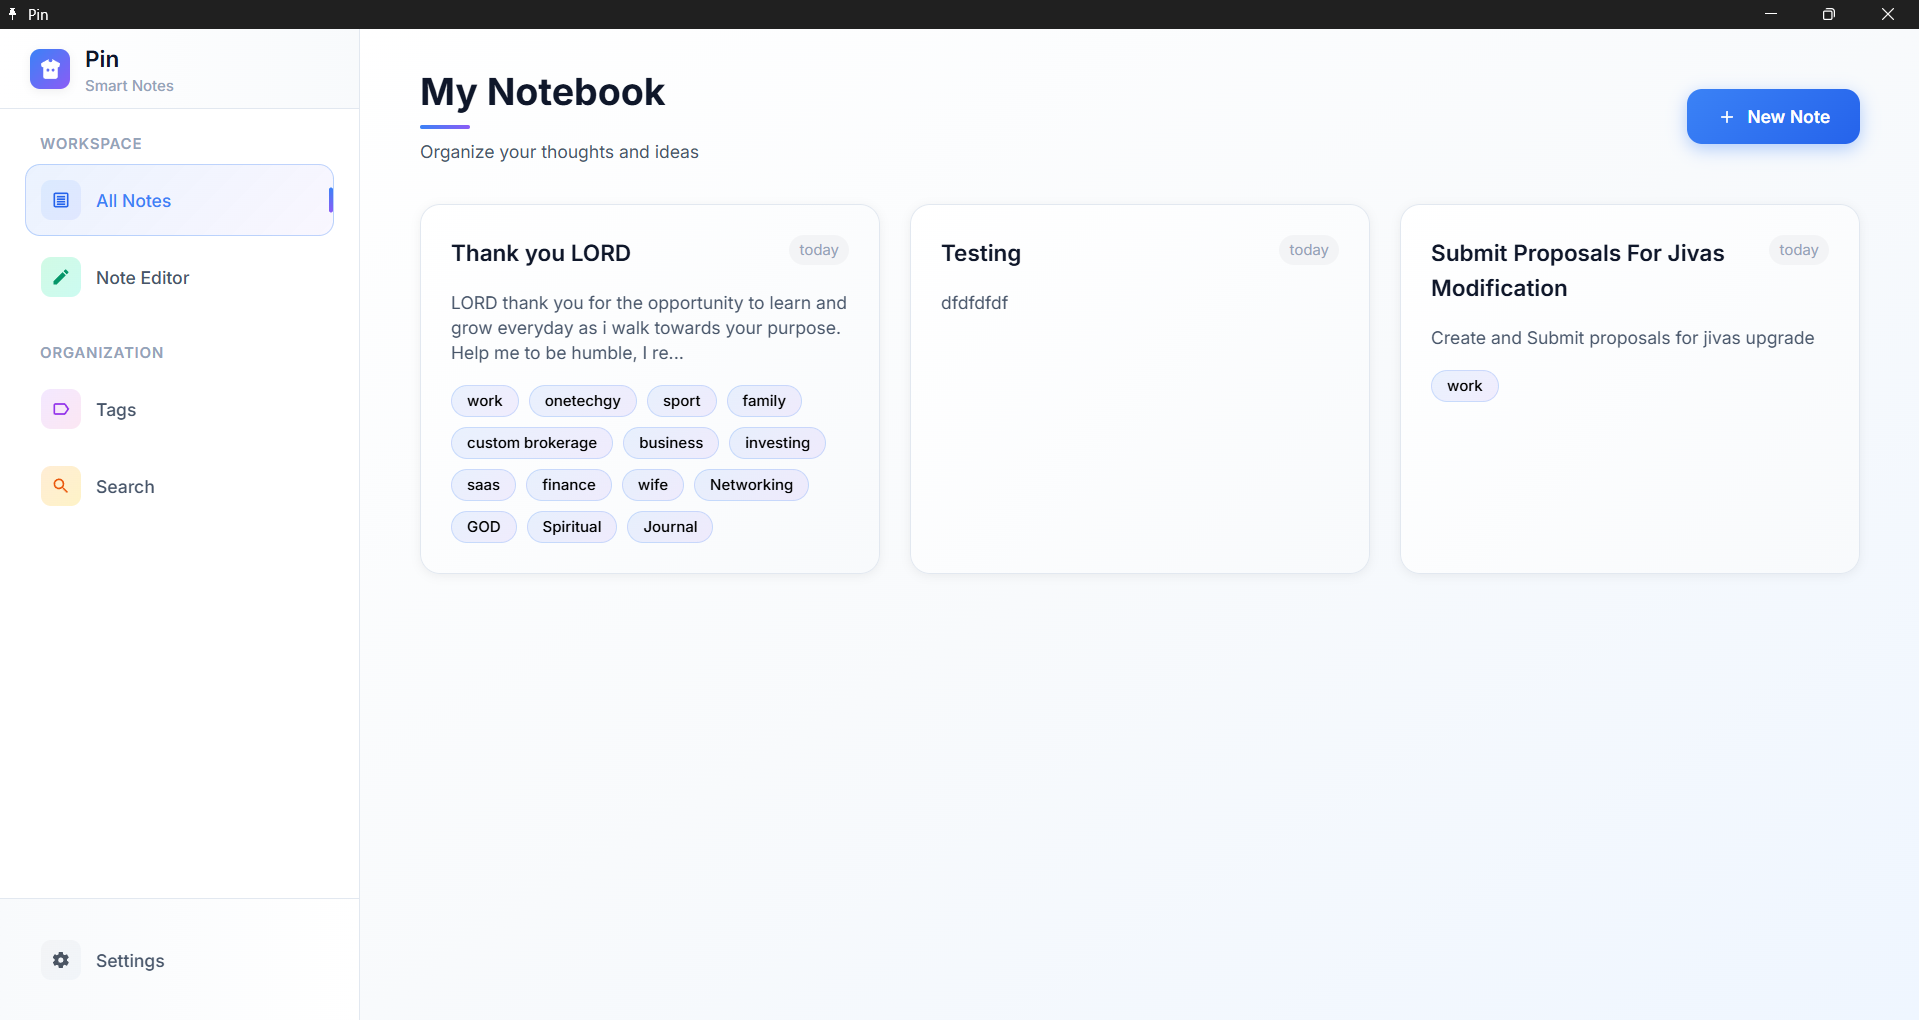 Pin
Pin
Smart Notes
WORKSPACE
All Notes
Note Editor
ORGANIZATION
Tags
Search
Settings
My Notebook
Organize your thoughts and ideas
+ New Note
Thank you LORD
today
LORD thank you for the opportunity to learn and
grow everyday as i walk towards your purpose.
Help me to be humble, I re...
work onetechgy sport family
custom brokerage business investing
saas finance wife Networking
GOD Spiritual Journal
Testing
today
dfdfdfdf
Submit Proposals For Jivas
Modification
today
Create and Submit proposals for jivas upgrade
work